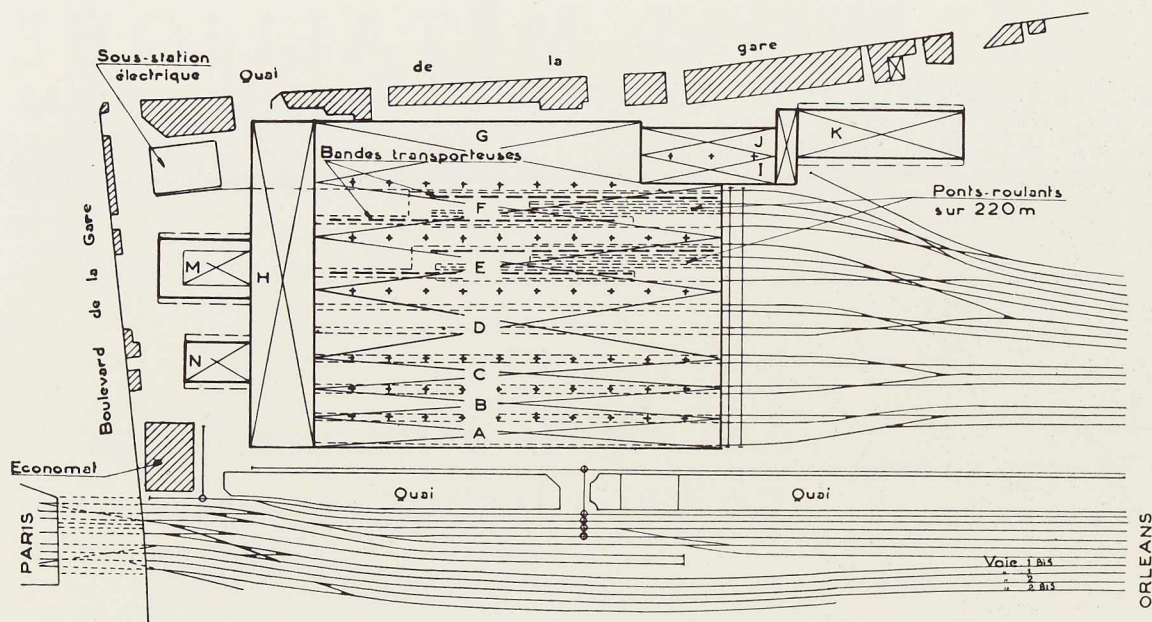 Sous-station
électrique
Quai de la gare
G
J
K
Bandes transporteuses
I
Ponts-roulants
sur 220 m
F
M
H
E
Boulevard de la Gare
D
N
C
B
A
Economat
Quai
Quai
PARIS
ORLEANS
Voie 1 BIS
" 1
" 2
" 2 BIS